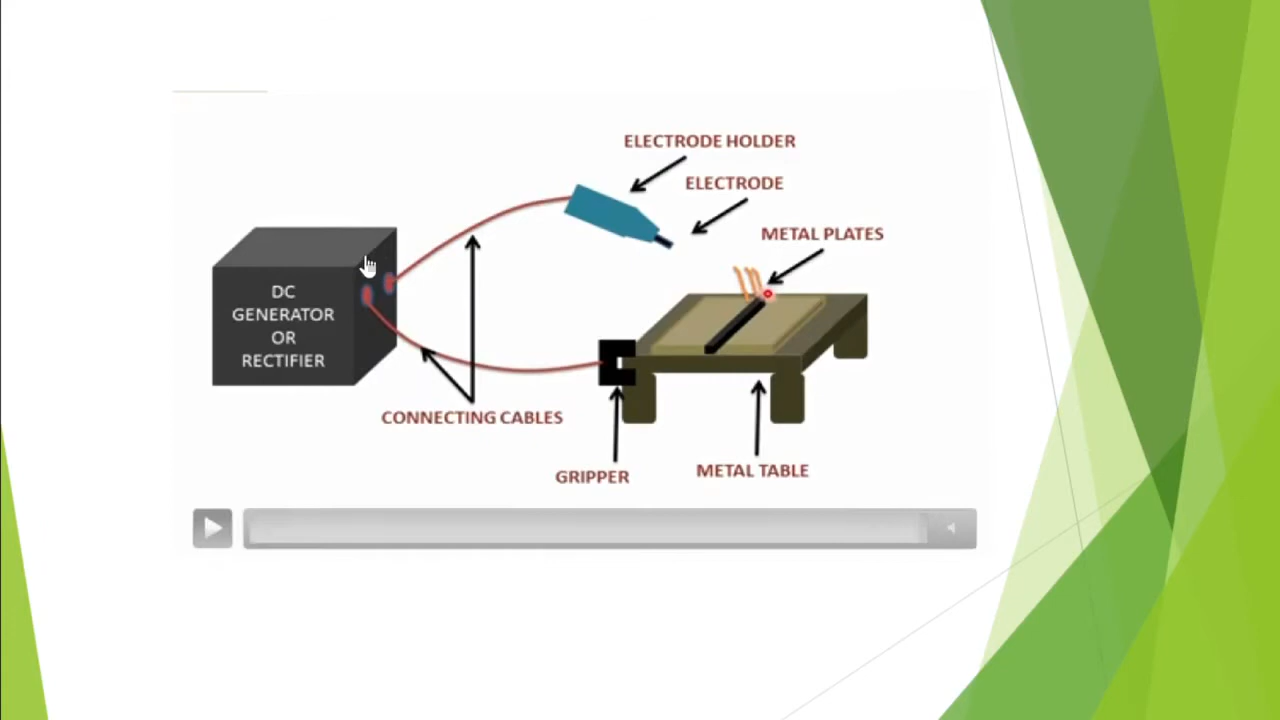 ELECTRODE HOLDER
ELECTRODE
METAL PLATES
DC
GENERATOR
OR
RECTIFIER
CONNECTING CABLES
GRIPPER
METAL TABLE